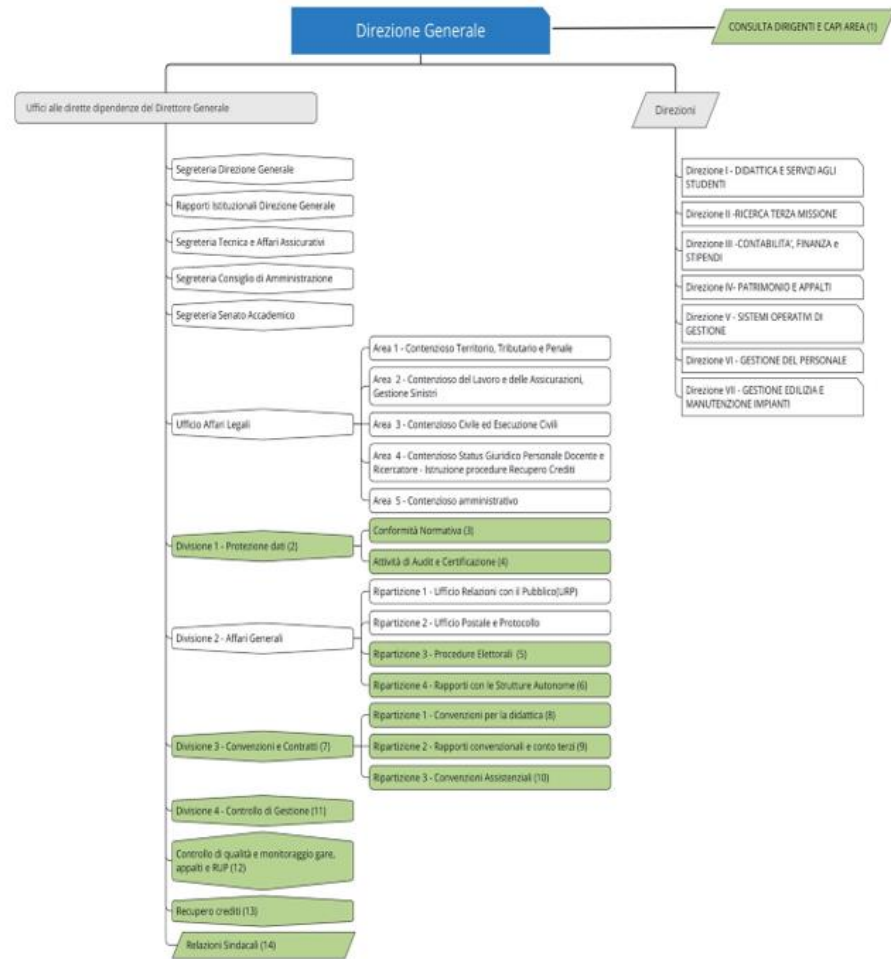 Direzione Generale
CONSULTA DIRIGENTI E CAPI AREA (1)
Uffici alle dirette dipendenze del Direttore Generale
Segreteria Direzione Generale
Rapporti Istituzionali Direzione Generale
Segreteria Tecnica e Affari Assicurativi
Segreteria Consiglio di Amministrazione
Segreteria Senato Accademico
Ufficio Affari Legali
Area 1 - Contenzioso Territorio, Tributario e Penale
Area 2 - Contenzioso del Lavoro e delle Assicurazioni,
Gestione Sinistri
Area 3 - Contenzioso Civile ed Esecuzione Civili
Area 4 - Contenzioso Status Giuridico Personale Docente e
Ricercatore - Istruzione procedure Recupero Crediti
Area 5 - Contenzioso amministrativo
Divisione 1 - Protezione dati (2)
Conformità Normativa (3)
Attività di Audit e Certificazione (4)
Divisione 2 - Affari Generali
Ripartizione 1 - Ufficio Relazioni con il Pubblico(URP)
Ripartizione 2 - Ufficio Postale e Protocollo
Ripartizione 3 - Procedure Elettorali (5)
Ripartizione 4 - Rapporti con le Strutture Autonome (6)
Divisione 3 - Convenzioni e Contratti (7)
Ripartizione 1 - Convenzioni per la didattica (8)
Ripartizione 2 - Rapporti convenzionali e conto terzi (9)
Ripartizione 3 - Convenzioni Assistenziali (10)
Divisione 4 - Controllo di Gestione (11)
Controllo di qualità e monitoraggio gare,
appalti e RUP (12)
Recupero crediti (13)
Relazioni Sindacali (14)
Direzioni
Direzione I - DIDATTICA E SERVIZI AGLI
STUDENTI
Direzione II -RICERCA TERZA MISSIONE
Direzione III -CONTABILITA', FINANZA e
STIPENDI
Direzione IV- PATRIMONIO E APPALTI
Direzione V - SISTEMI OPERATIVI DI
GESTIONE
Direzione VI - GESTIONE DEL PERSONALE
Direzione VII - GESTIONE EDILIZIA E
MANUTENZIONE IMPIANTI